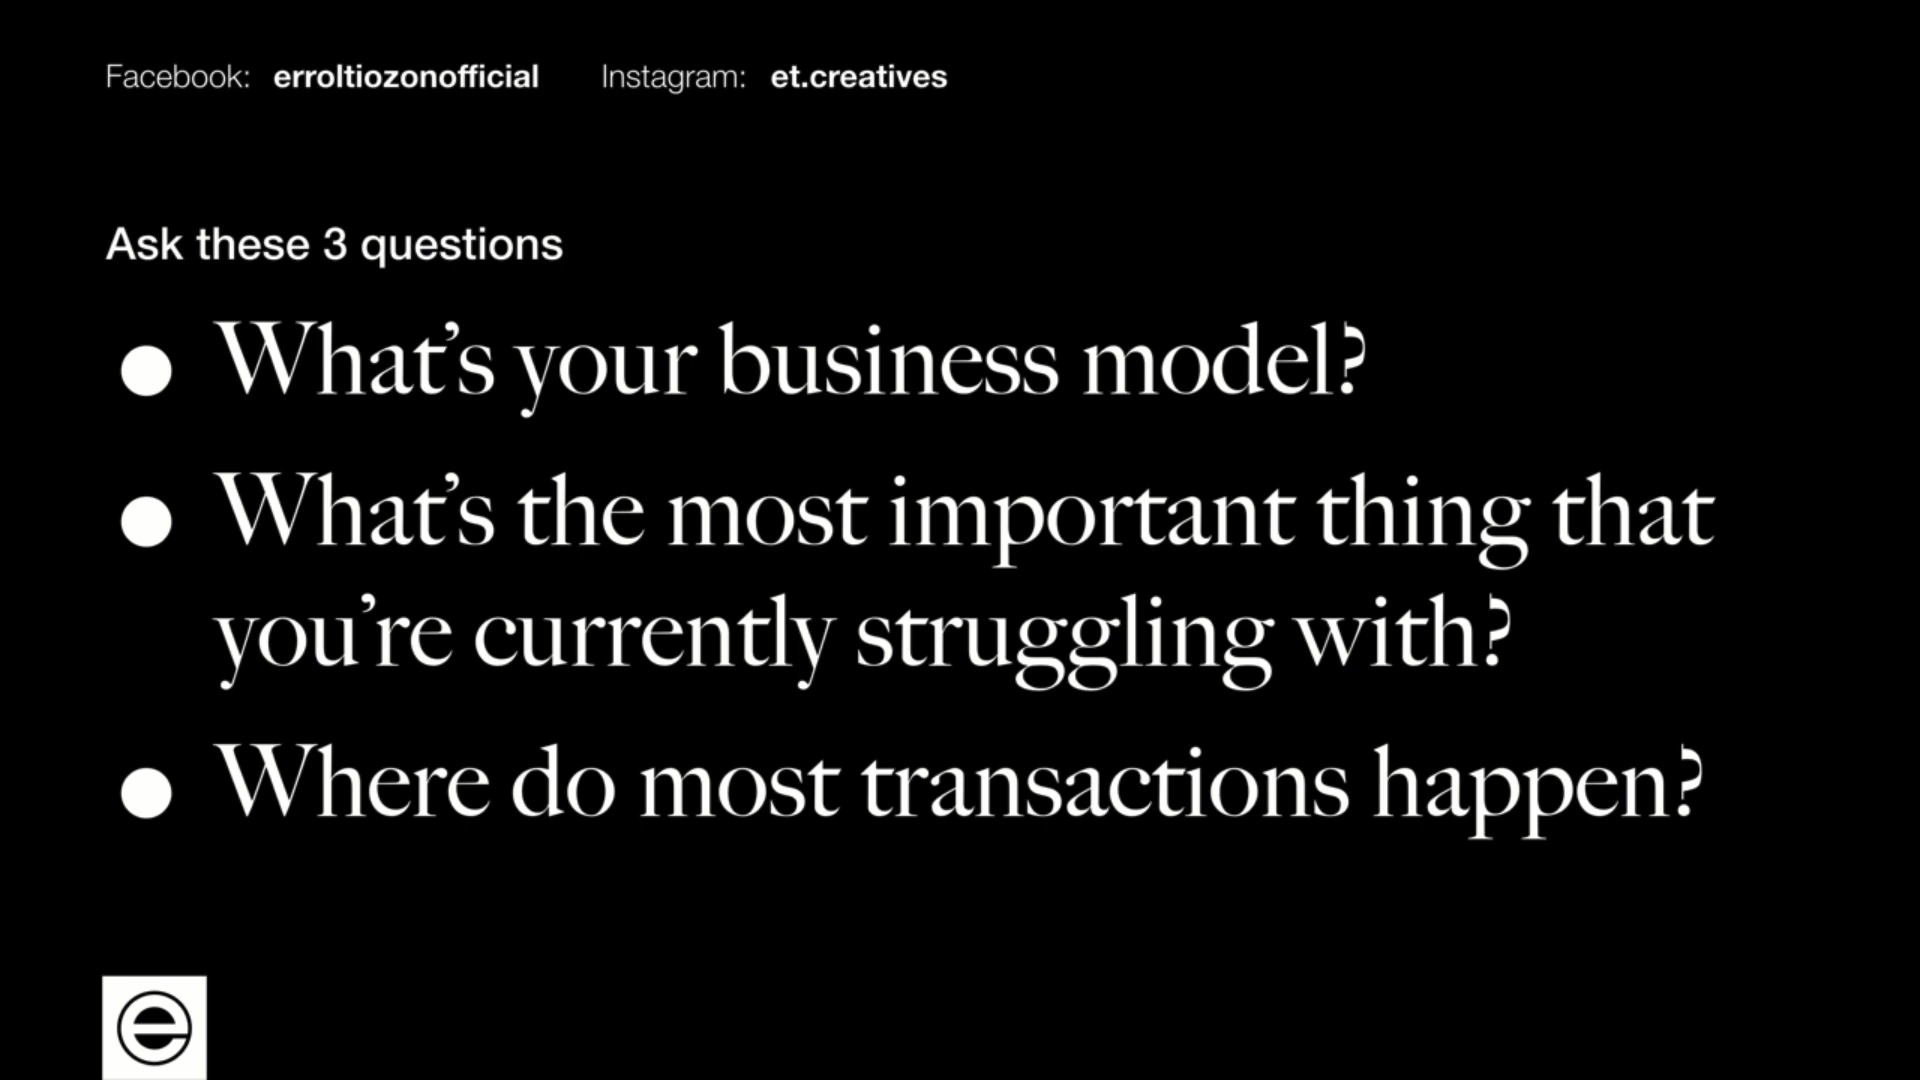 Facebook: erroltiozonofficial Instagram: et.creatives
Ask these 3 questions
● What’s your business model?
● What’s the most important thing that
you’re currently struggling with?
● Where do most transactions happen?
e